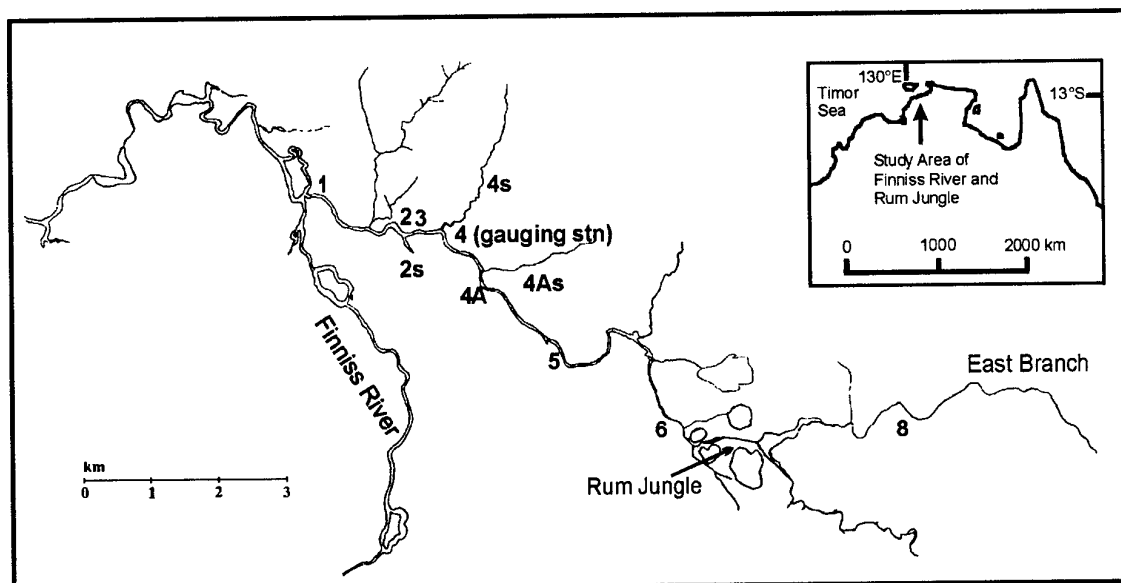 130°E
Timor
Sea
13°S
Study Area of
Finniss River and
Rum Jungle
0 1000 2000 km
1
2 3
4s
4 (gauging stn)
2s
4As
4A
5
Finniss River
East Branch
6
8
Rum Jungle
km
0 1 2 3